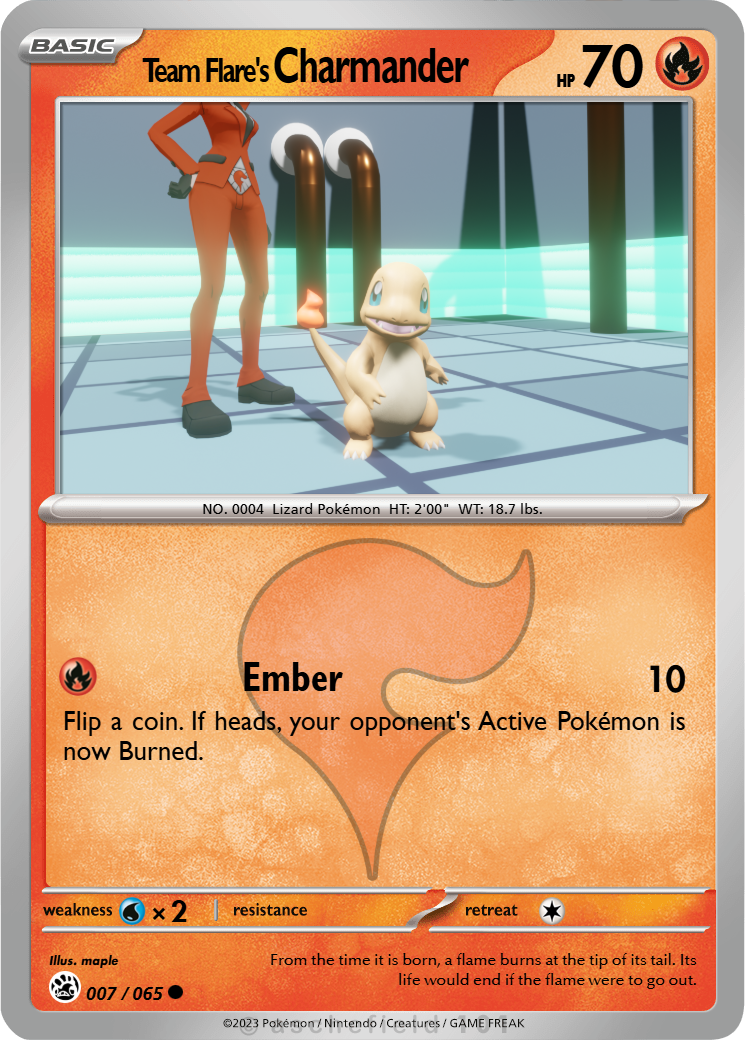 BASIC
Team Flare's Charmander HP 70
NO. 0004 Lizard Pokémon HT: 2'00" WT: 18.7 lbs.
Ember 10
Flip a coin. If heads, your opponent's Active Pokémon is
now Burned.
weakness × 2 resistance retreat
Illus. maple
From the time it is born, a flame burns at the tip of its tail. Its
life would end if the flame were to go out.
007 / 065
©2023 Pokémon / Nintendo / Creatures / GAME FREAK